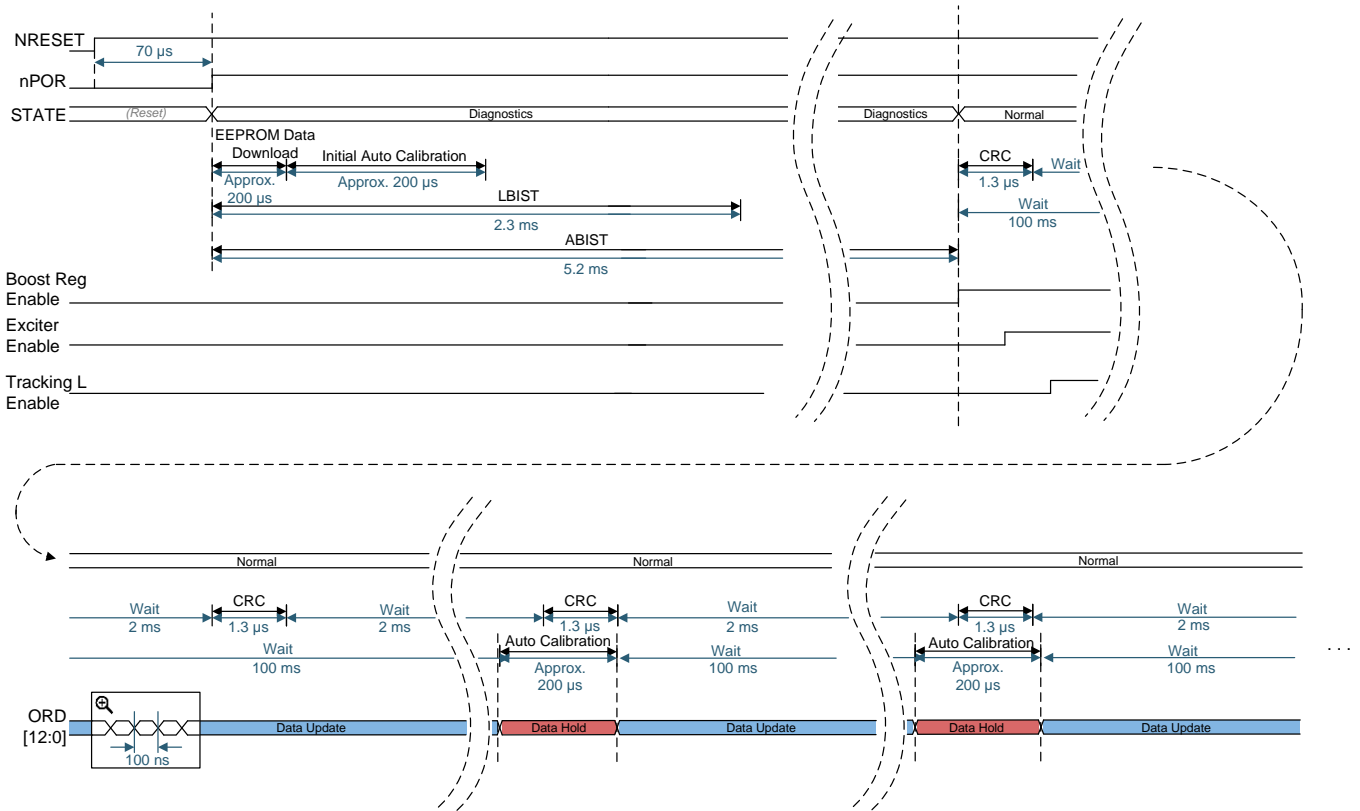 NRESET
70 µs
nPOR
STATE
(Reset)
Diagnostics
Diagnostics
Normal
EEPROM Data
Download
Initial Auto Calibration
CRC
Wait
Approx.
200 µs
Approx. 200 µs
1.3 µs
LBIST
Wait
2.3 ms
100 ms
ABIST
5.2 ms
Boost Reg
Enable
Exciter
Enable
Tracking L
Enable
Normal
Normal
Normal
Wait
CRC
Wait
CRC
Wait
CRC
Wait
2 ms
1.3 µs
2 ms
1.3 µs
2 ms
1.3 µs
2 ms
Wait
100 ms
Auto Calibration
Approx.
200 µs
Wait
100 ms
Auto Calibration
Approx.
200 µs
Wait
100 ms
. . .
ORD
[12:0]
100 ns
Data Update
Data Hold
Data Update
Data Hold
Data Update